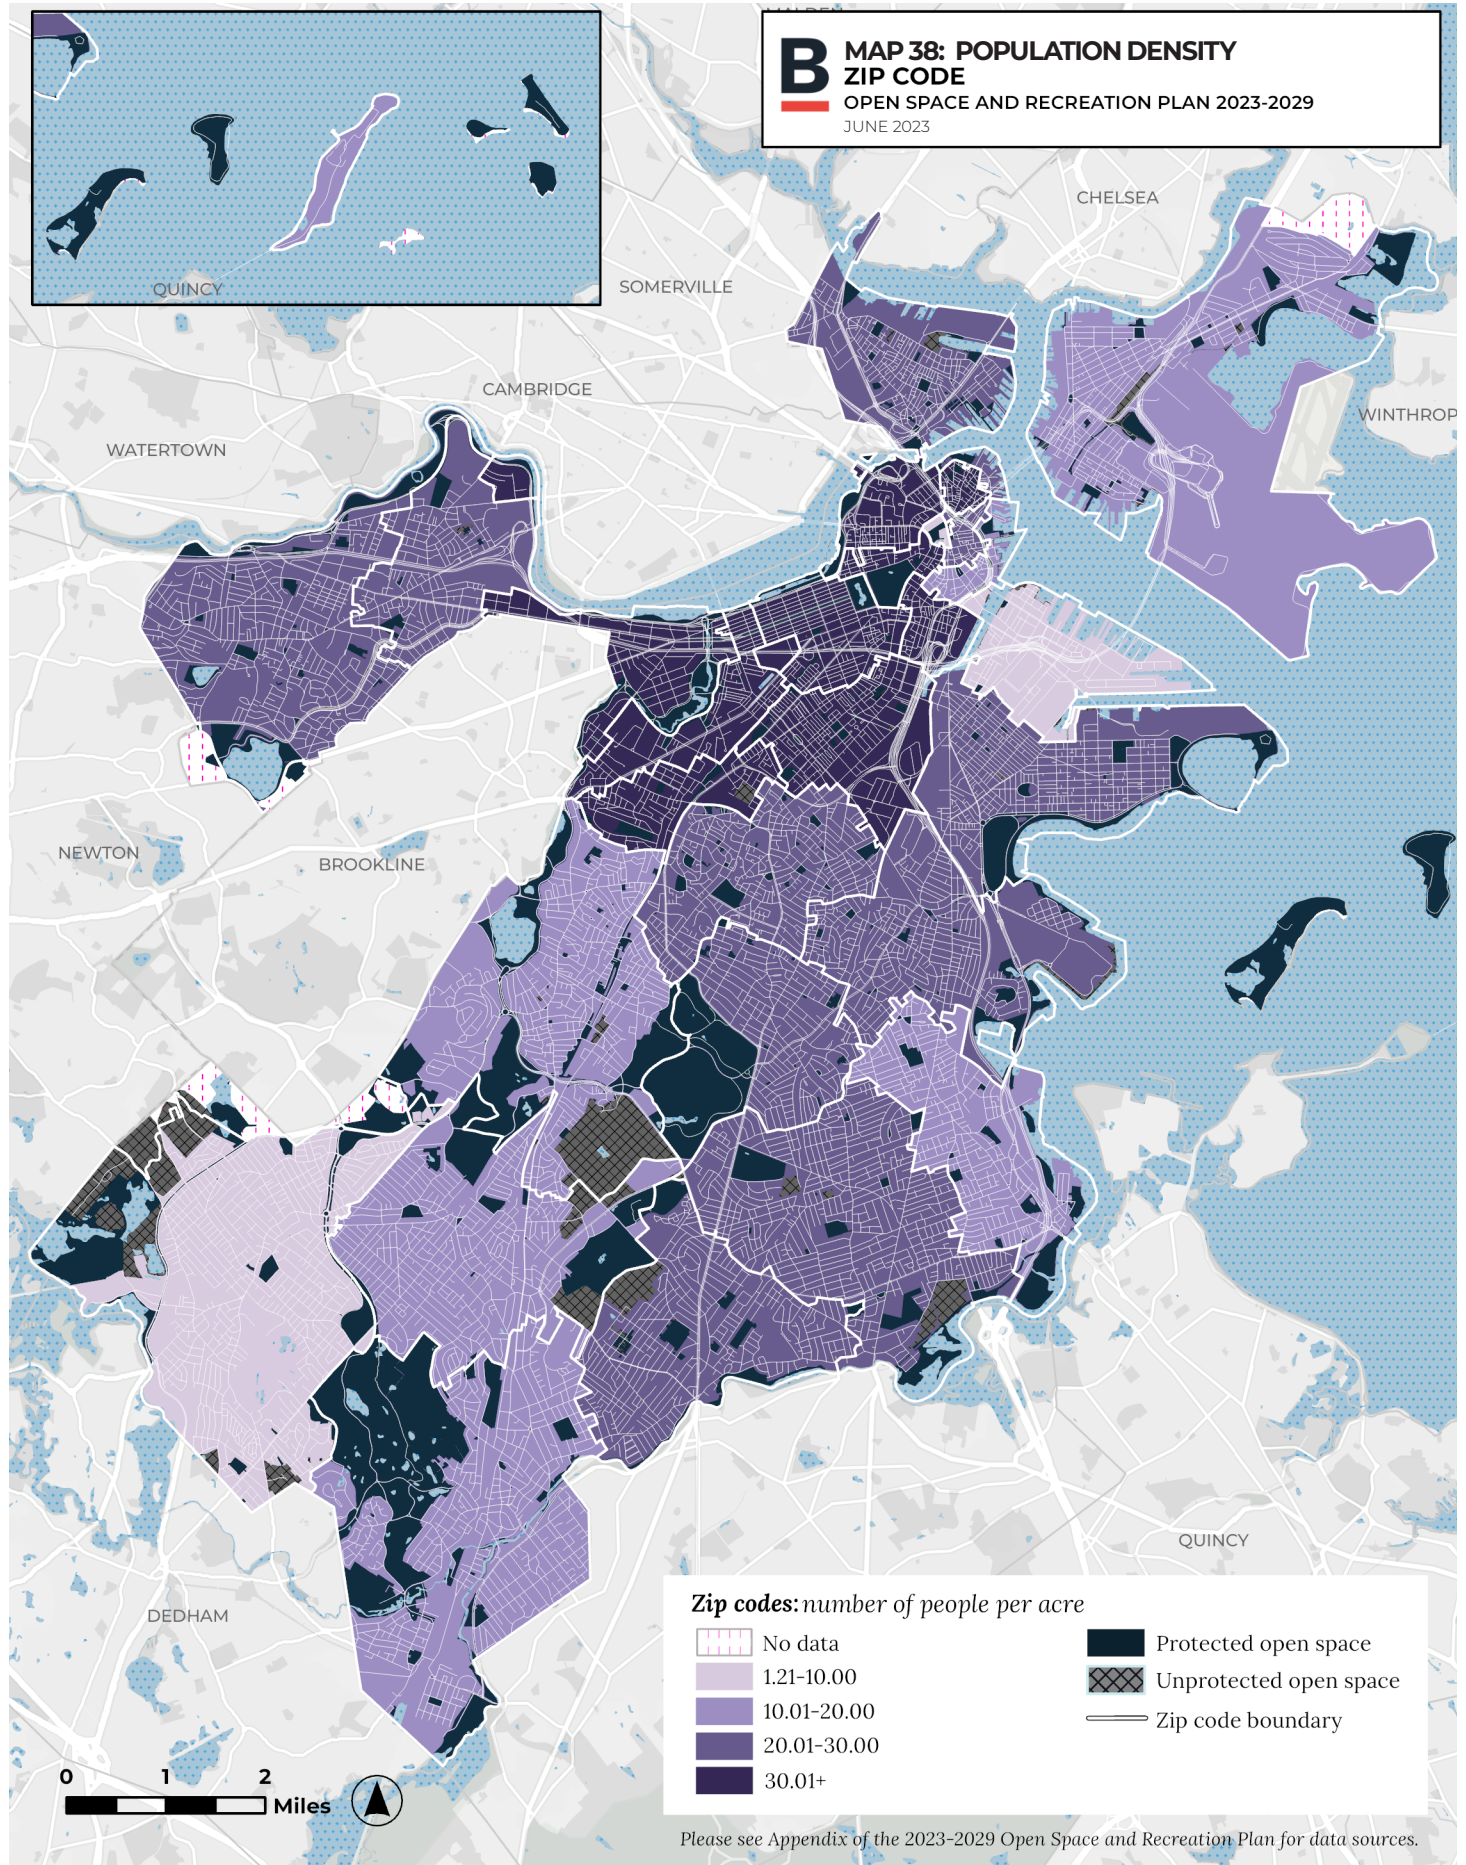 MALDEN
B
MAP 38: POPULATION DENSITY
ZIP CODE
OPEN SPACE AND RECREATION PLAN 2023-2029
JUNE 2023
CHELSEA
QUINCY
SOMERVILLE
CAMBRIDGE
WINTHROP
WATERTOWN
NEWTON
BROOKLINE
QUINCY
DEDHAM
Zip codes: number of people per acre
No data
1.21-10.00
10.01-20.00
20.01-30.00
30.01+
Protected open space
Unprotected open space
Zip code boundary
0 1 2
Miles
Please see Appendix of the 2023-2029 Open Space and Recreation Plan for data sources.